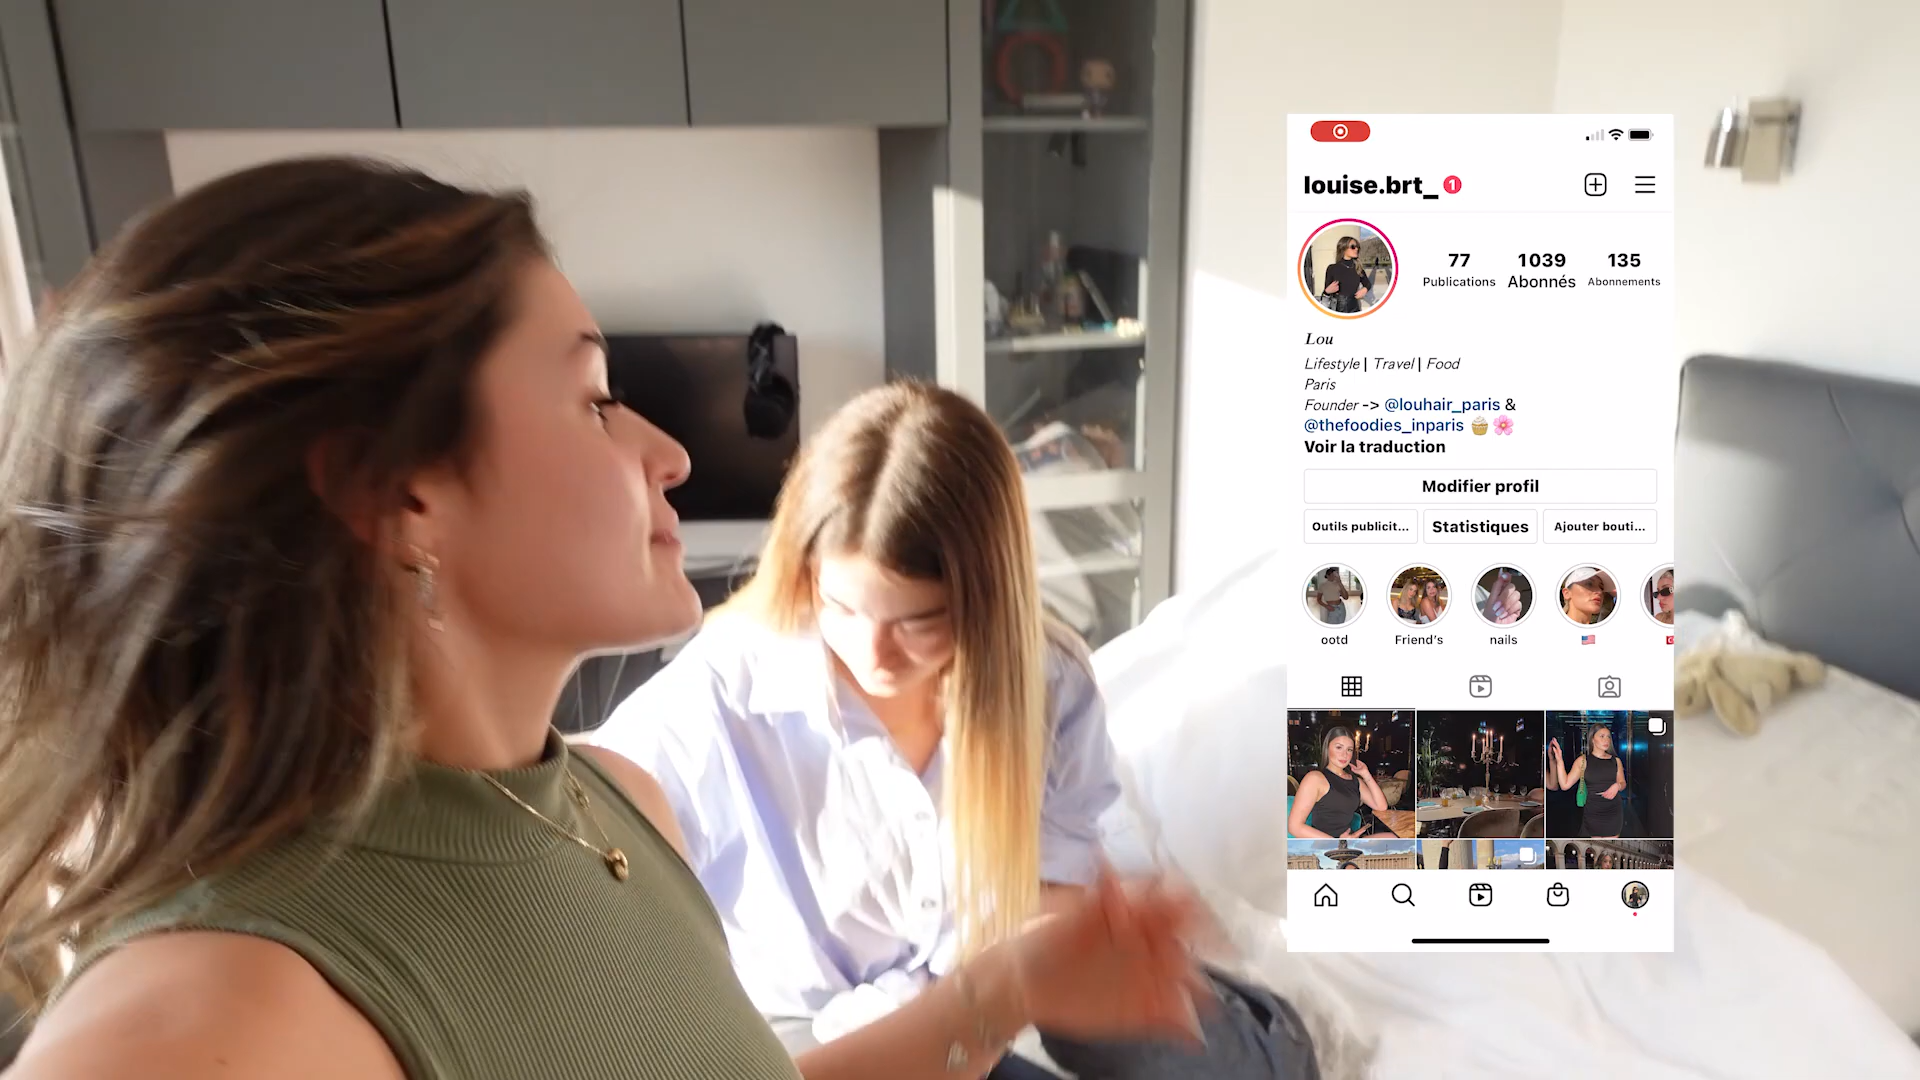 louise.brt_ 1
77 1039 135
Publications Abonnés Abonnements
Lou
Lifestyle | Travel | Food
Paris
Founder -> @louhair_paris &
@thefoodies_inparis 🧁🌸
Voir la traduction
Modifier profil
Outils publicit... Statistiques Ajouter bouti...
ootd Friend's nails 🇺🇸